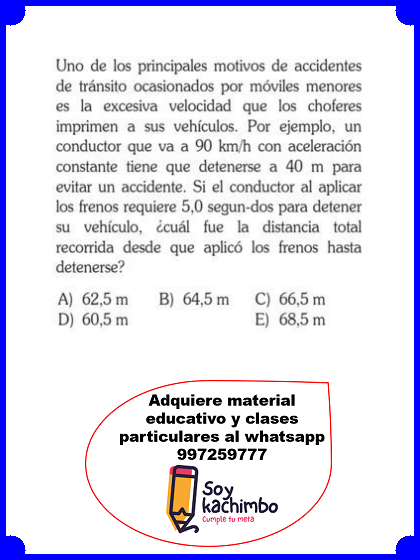 Uno de los principales motivos de accidentes
de tránsito ocasionados por móviles menores
es la excesiva velocidad que los choferes
imprimen a sus vehículos. Por ejemplo, un
conductor que va a 90 km/h con aceleración
constante tiene que detenerse a 40 m para
evitar un accidente. Si el conductor al aplicar
los frenos requiere 5,0 segun-dos para detener
su vehículo, ¿cuál fue la distancia total
recorrida desde que aplicó los frenos hasta
detenerse?
A) 62,5 m B) 64,5 m C) 66,5 m
D) 60,5 m E) 68,5 m
Adquiere material
educativo y clases
particulares al whatsapp
997259777
Soy
kachimbo
Cumple tu meta